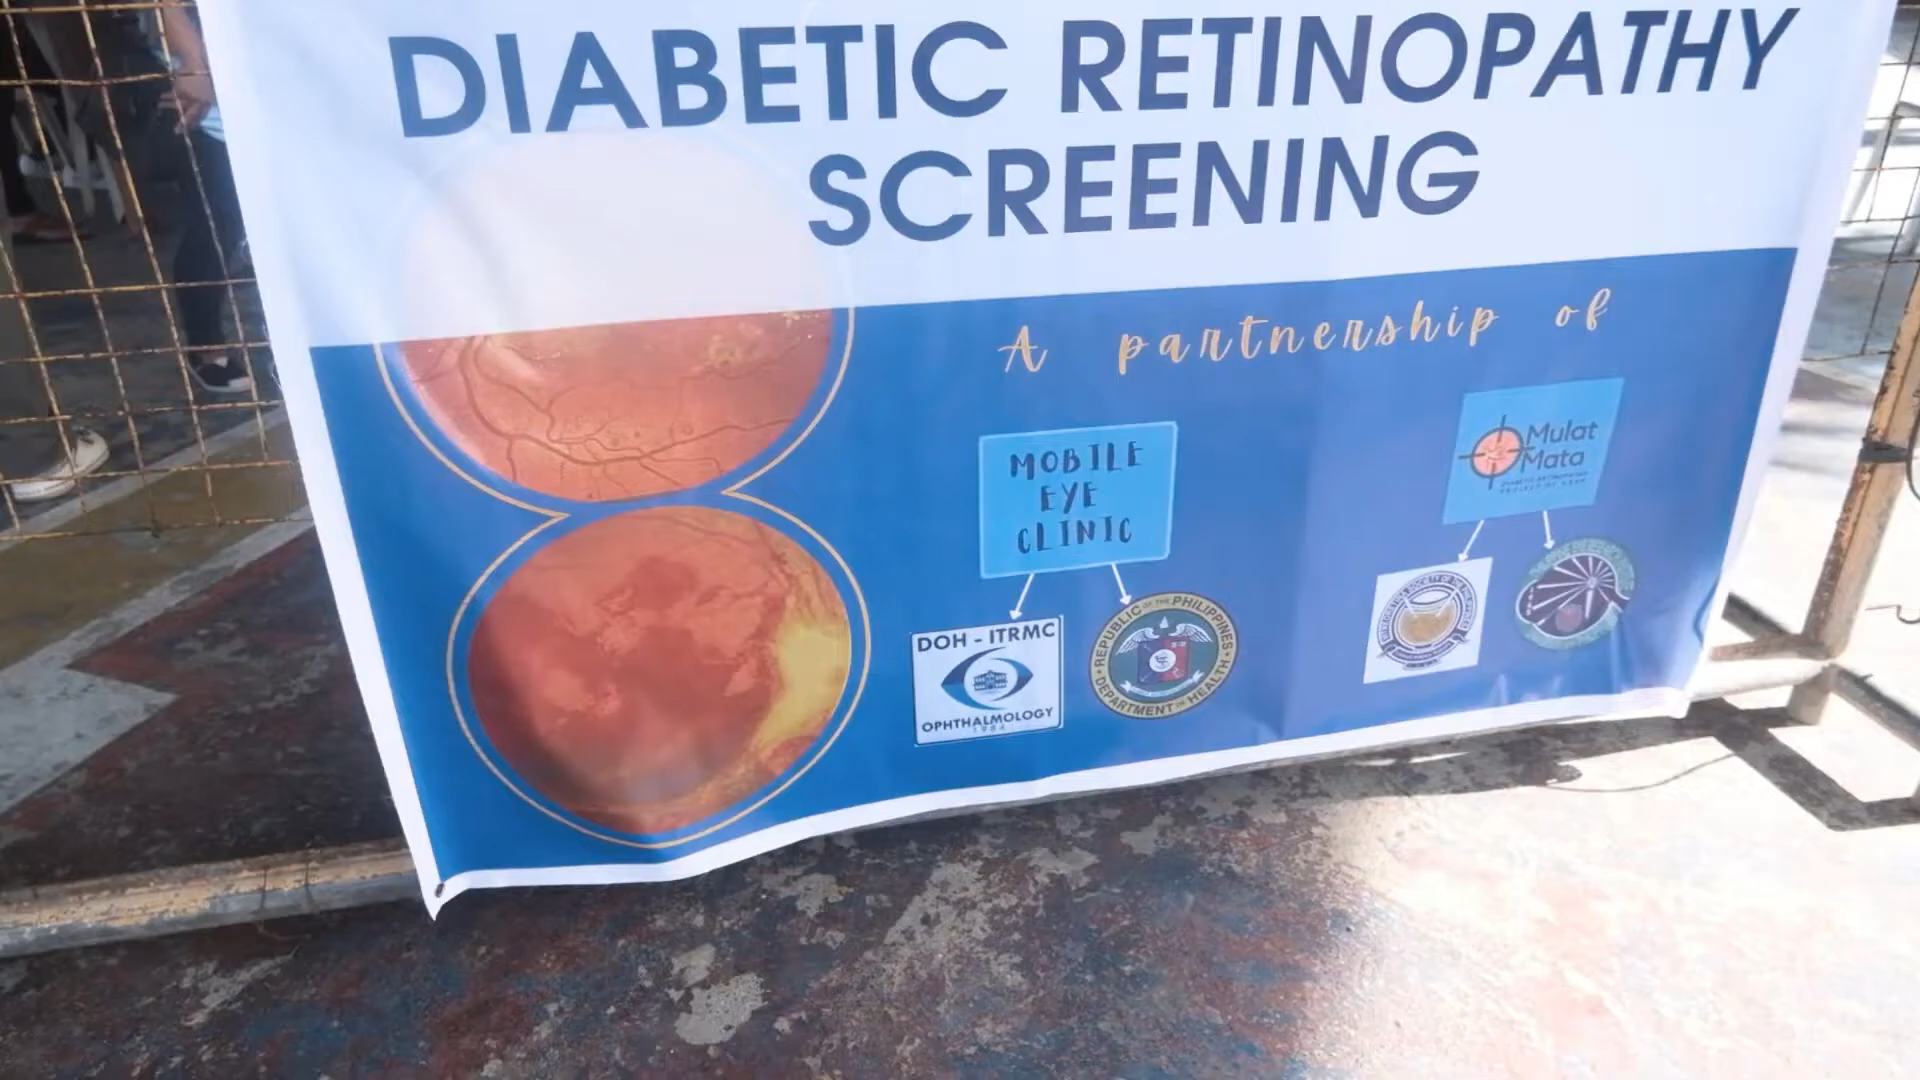 DIABETIC RETINOPATHY
SCREENING
A partnership of
MOBILE
EYE
CLINIC
Mulat
Mata
DOH - ITRMC
OPHTHALMOLOGY
1984
REPUBLIC OF THE PHILIPPINES
DEPARTMENT OF HEALTH